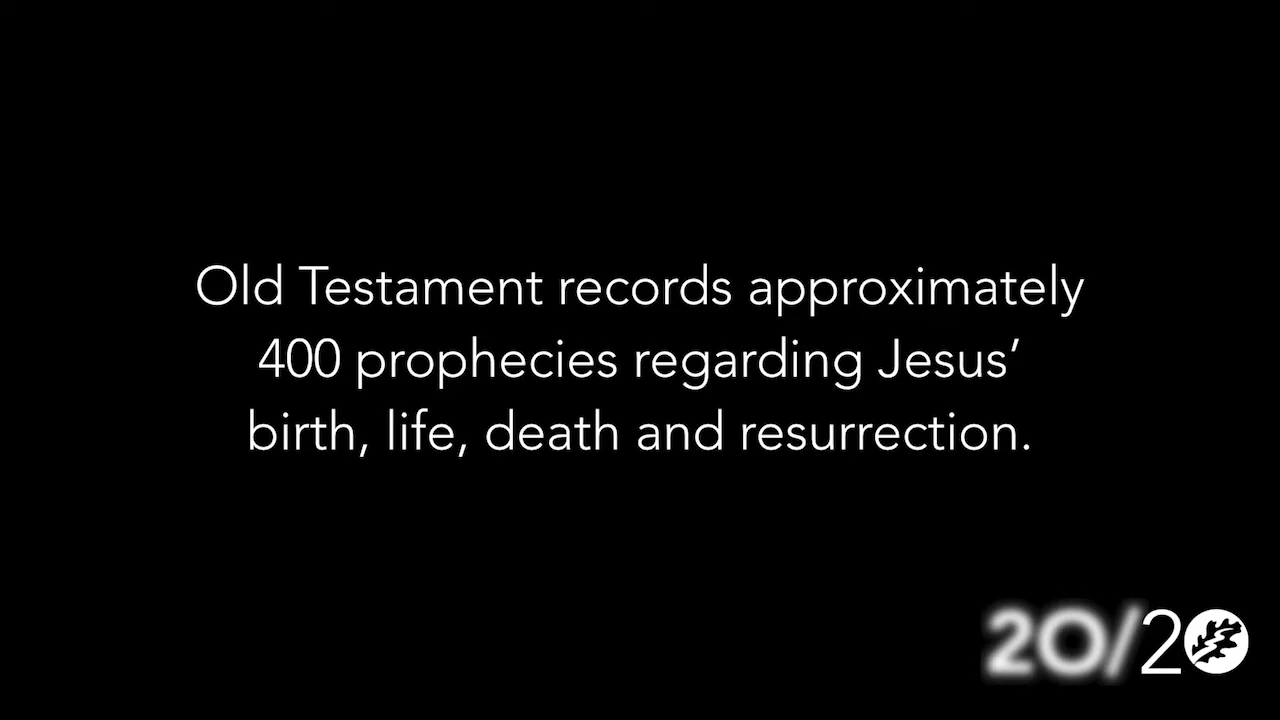 Old Testament records approximately
400 prophecies regarding Jesus’
birth, life, death and resurrection.
20/20